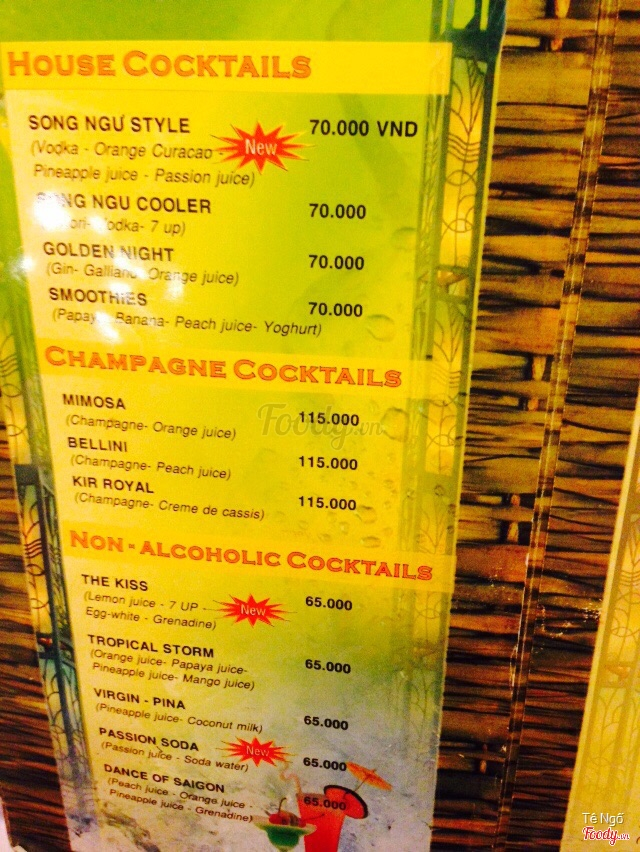 HOUSE COCKTAILS
SONG NGƯ STYLE 70.000 VND
(Vodka - Orange Curacao - New
Pineapple juice - Passion juice)
SONG NGU COOLER 70.000
Vodka- 7 up)
GOLDEN NIGHT 70.000
(Gin- Galliano- Orange juice)
SMOOTHIES 70.000
(Papaya- Banana- Peach juice- Yoghurt)
CHAMPAGNE COCKTAILS
MIMOSA 115.000
(Champagne- Orange juice)
Foody.vn
BELLINI 115.000
(Champagne- Peach juice)
KIR ROYAL 115.000
(Champagne- Creme de cassis)
NON - ALCOHOLIC COCKTAILS
THE KISS 65.000
(Lemon juice - 7 UP - New
Egg-white - Grenadine)
TROPICAL STORM 65.000
(Orange juice- Papaya juice-
Pineapple juice- Mango juice)
VIRGIN - PINA 65.000
(Pineapple juice- Coconut milk)
PASSION SODA New 65.000
(Passion juice - Soda water)
DANCE OF SAIGON 65.000
(Peach juice - Orange juice -
Pineapple juice - Grenadine)
Tê Ngố
Foody.vn